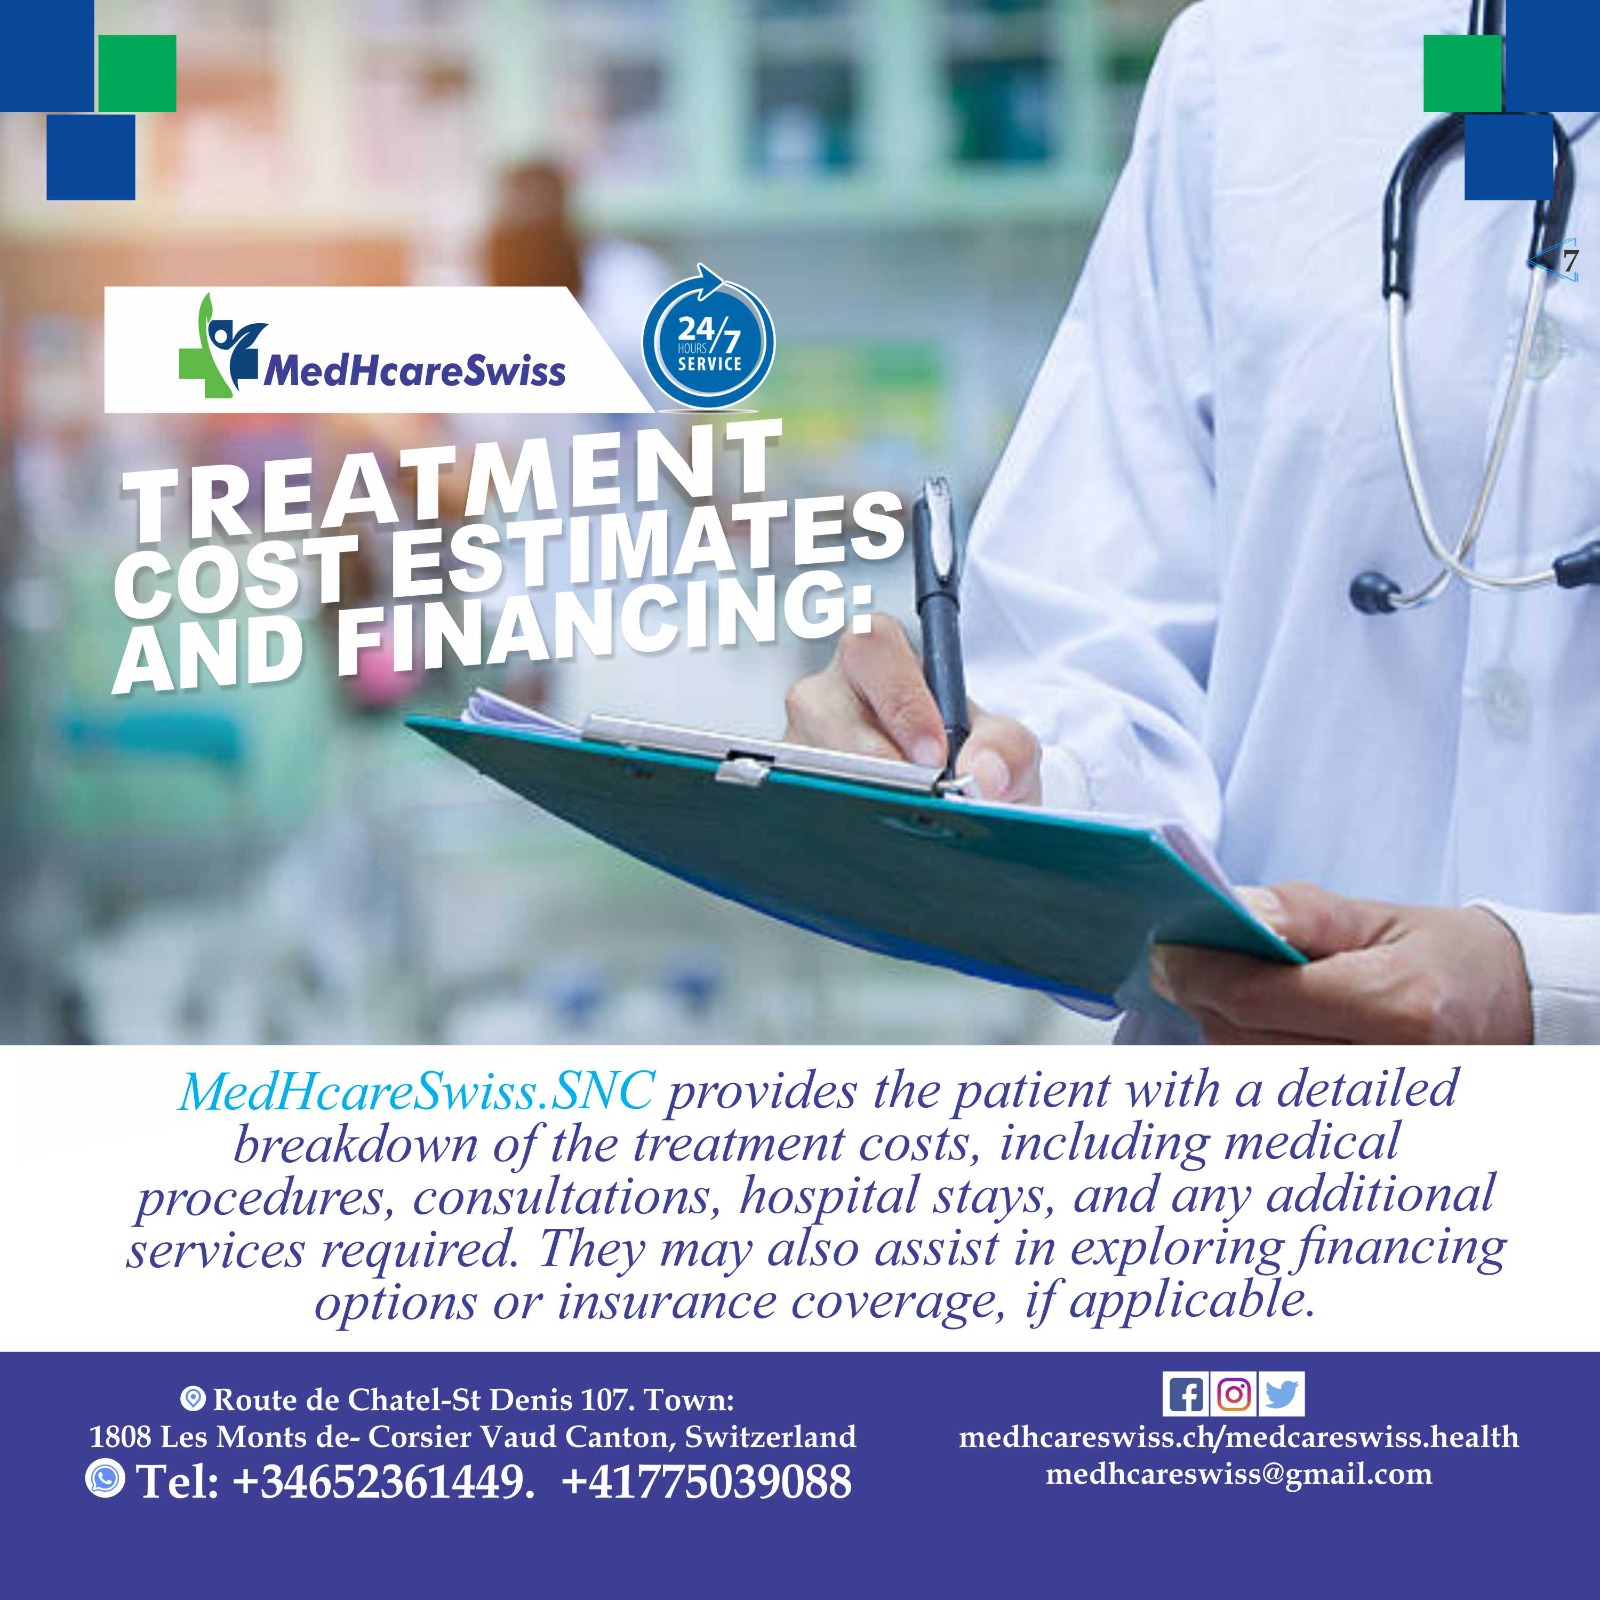 7
MedHcareSwiss
24/7
HOURS
SERVICE
TREATMENT
COST ESTIMATES
AND FINANCING:
MedHcareSwiss.SNC provides the patient with a detailed
breakdown of the treatment costs, including medical
procedures, consultations, hospital stays, and any additional
services required. They may also assist in exploring financing
options or insurance coverage, if applicable.
Route de Chatel-St Denis 107. Town:
1808 Les Monts de- Corsier Vaud Canton, Switzerland
Tel: +34652361449. +41775039088
medhcareswiss.ch/medcareswiss.health
medhcareswiss@gmail.com